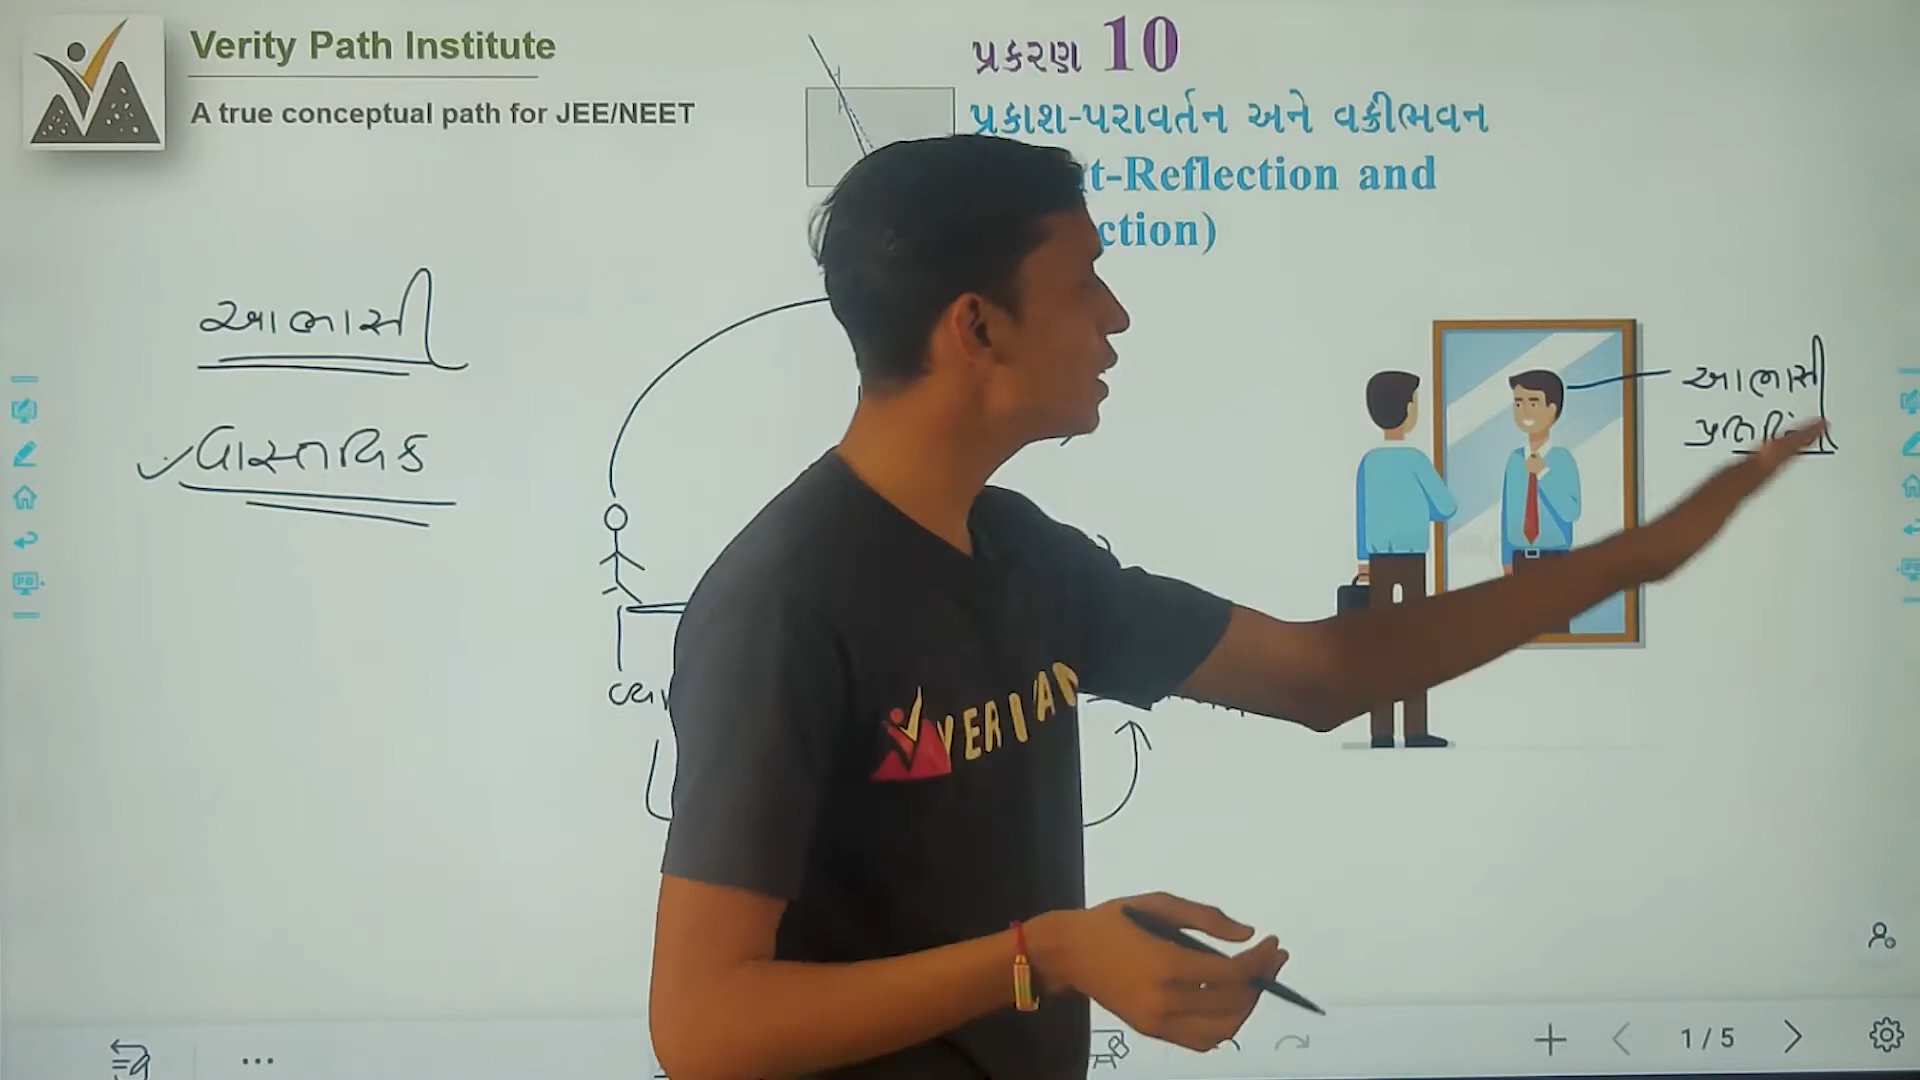 Verity Path Institute
A true conceptual path for JEE/NEET
પ્રકરણ 10
પ્રકાશ-પરાવર્તન અને વક્રીભવન
t-Reflection and
ction)
આભાસી
વાસ્તવિક
આભાસી
VERI
1/5